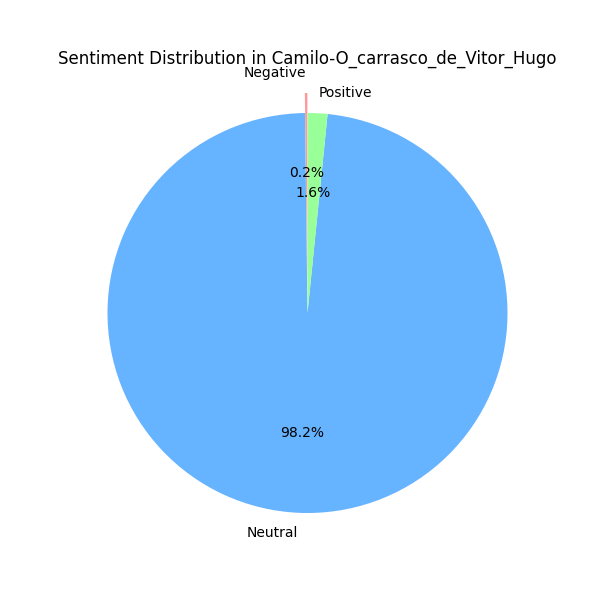 Sentiment Distribution in Camilo-O_carrasco_de_Vitor_Hugo
Negative
Positive
0.2%
1.6%
98.2%
Neutral